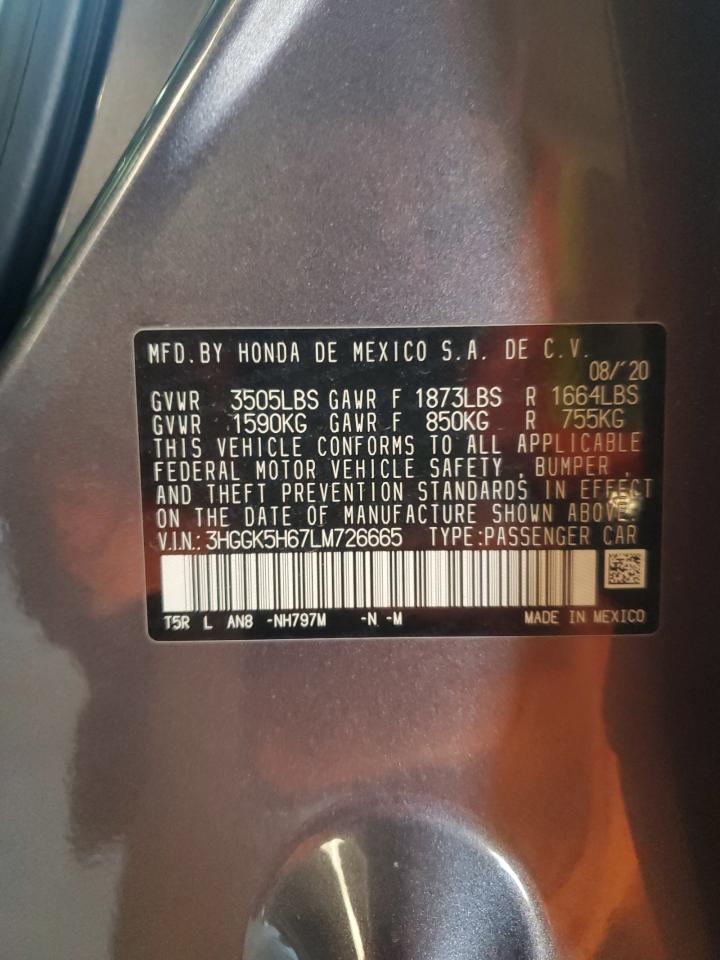 MFD.BY HONDA DE MEXICO S.A. DE C.V.
08/'20
GVWR 3505LBS GAWR F 1873LBS R 1664LBS
GVWR 1590KG GAWR F 850KG R 755KG
THIS VEHICLE CONFORMS TO ALL APPLICABLE
FEDERAL MOTOR VEHICLE SAFETY , BUMPER ,
AND THEFT PREVENTION STANDARDS IN EFFECT
ON THE DATE OF MANUFACTURE SHOWN ABOVE.
V.I.N.: 3HGGK5H67LM726665 TYPE:PASSENGER CAR
T5R L AN8 -NH797M -N -M MADE IN MEXICO